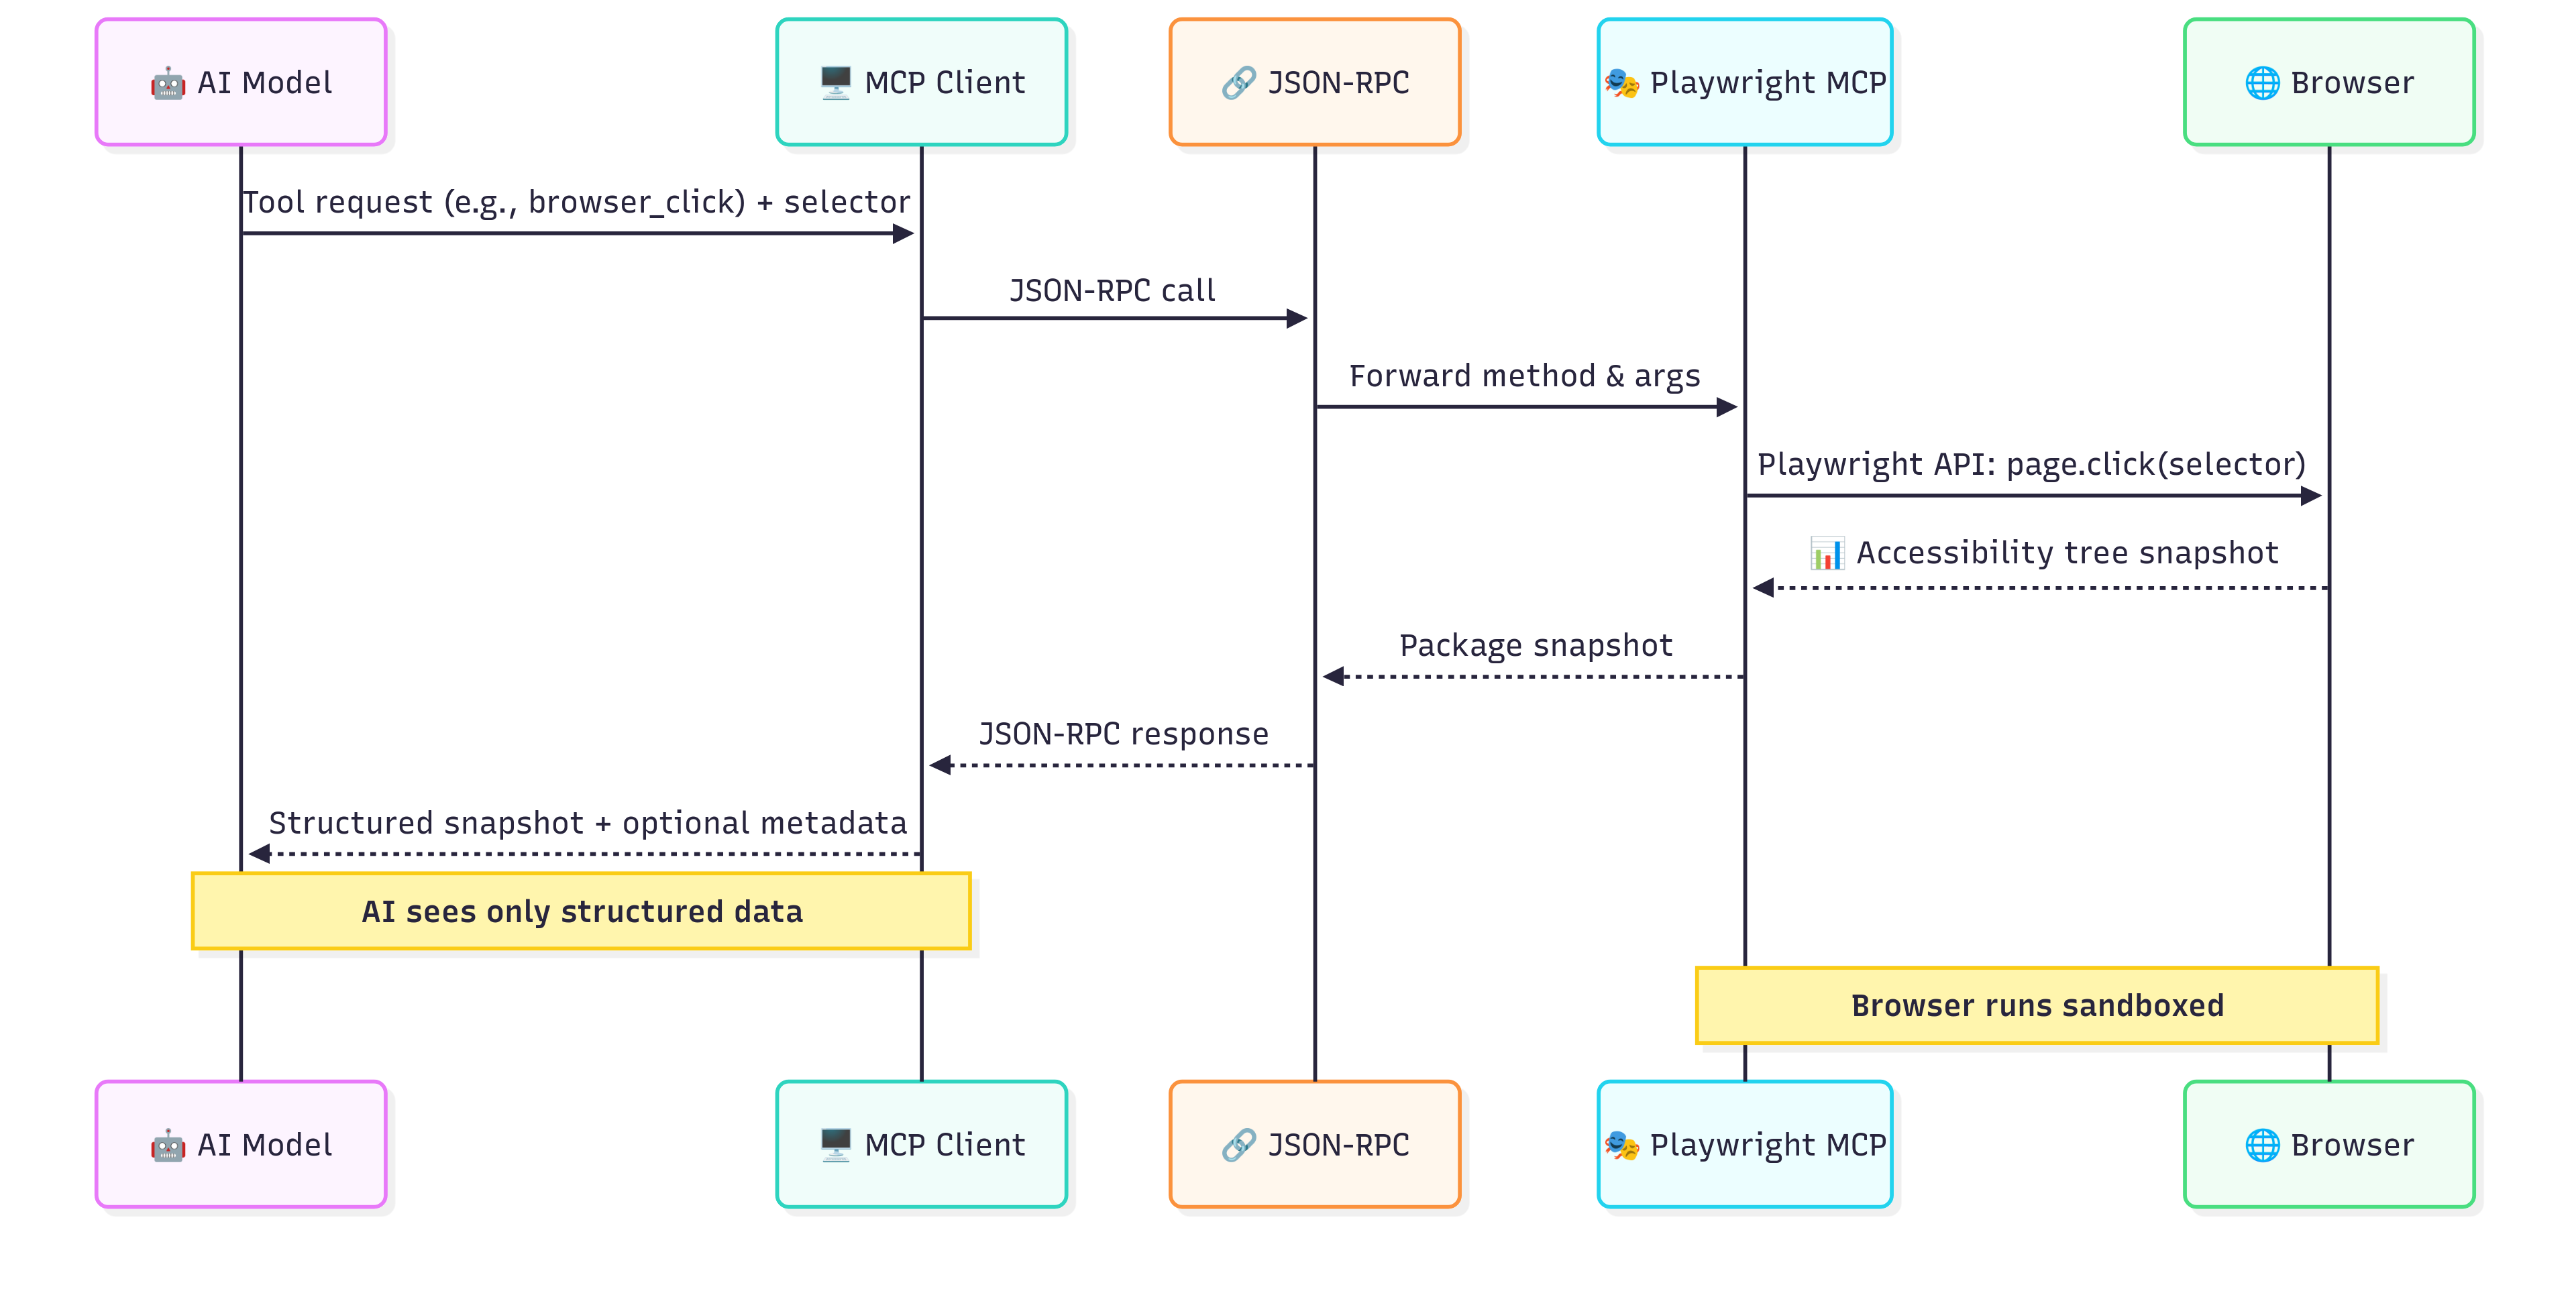 AI Model
MCP Client
JSON-RPC
Playwright MCP
Browser
Tool request (e.g., browser_click) + selector
JSON-RPC call
Forward method & args
Playwright API: page.click(selector)
Accessibility tree snapshot
Package snapshot
JSON-RPC response
Structured snapshot + optional metadata
AI sees only structured data
Browser runs sandboxed
AI Model
MCP Client
JSON-RPC
Playwright MCP
Browser